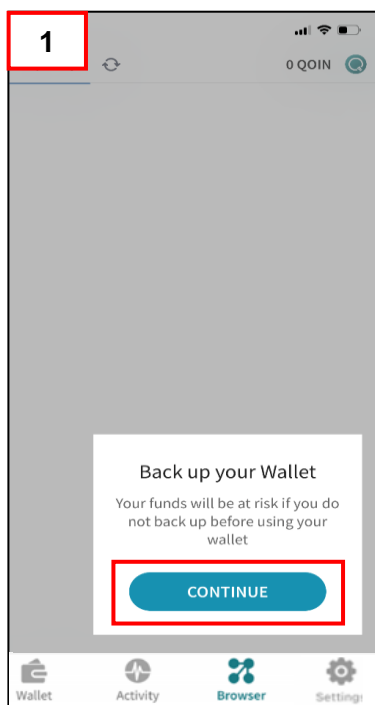 1
0 QOIN
Back up your Wallet
Your funds will be at risk if you do
not back up before using your
wallet
CONTINUE
Wallet Activity Browser Settings